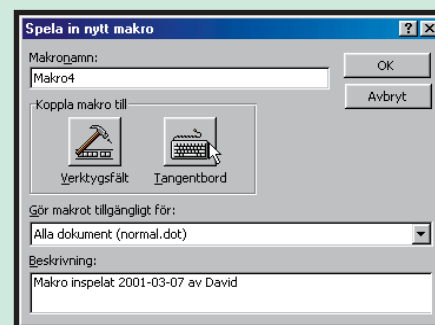 Spela in nytt makro
Makronamn:
Makro4
OK
Avbryt
Koppla makro till
Verktygsfält Tangentbord
Gör makrot tillgängligt för:
Alla dokument (normal.dot)
Beskrivning:
Makro inspelat 2001-03-07 av David